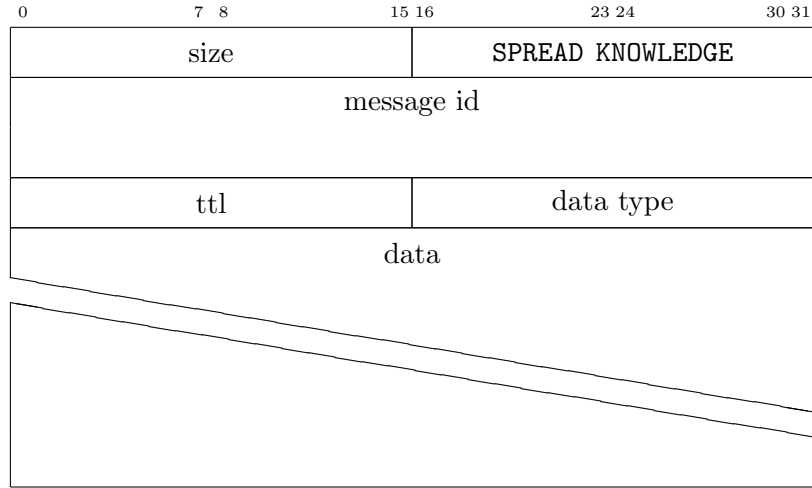 0 7 8 15 16 23 24 30 31
size SPREAD KNOWLEDGE
message id
ttl data type
data